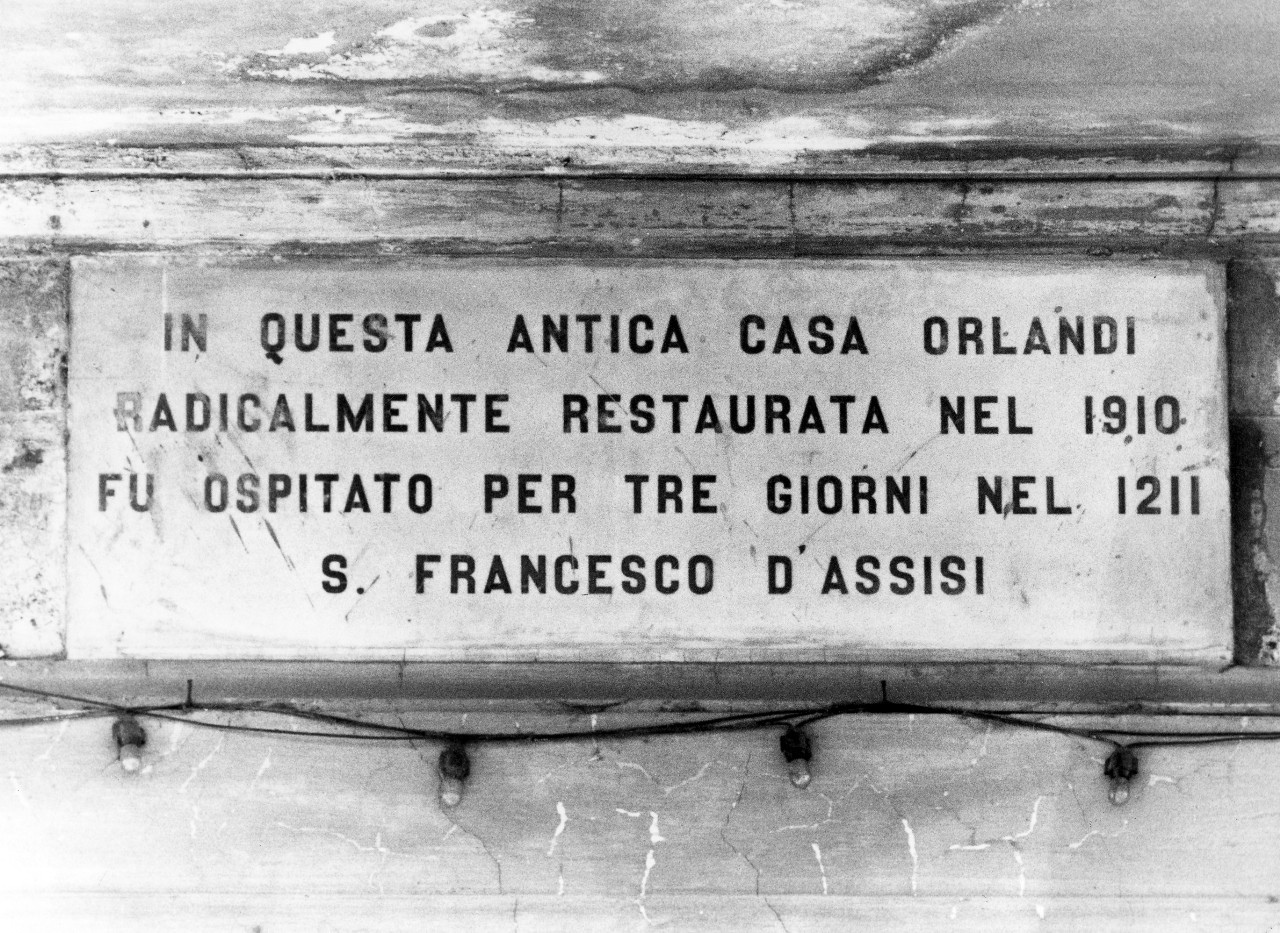 IN QUESTA ANTICA CASA ORLANDI
RADICALMENTE RESTAURATA NEL 1910
FU OSPITATO PER TRE GIORNI NEL 1211
S. FRANCESCO D'ASSISI